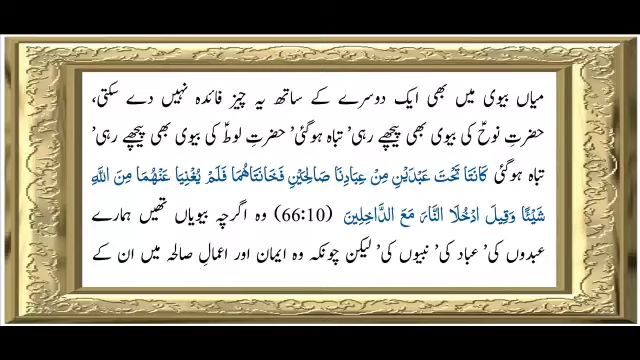 میاں بیوی میں بھی ایک دوسرے کے ساتھ یہ چیز فائدہ نہیں دے سکتی،
حضرتِ نوحؑ کی بیوی بھی پیچھے رہی' تباہ ہوگئی' حضرتِ لوطؑ کی بیوی بھی پیچھے رہی'
تباہ ہوگئی كَانَتَا تَحْتَ عَبْدَيْنِ مِنْ عِبَادِنَا صَالِحَيْنِ فَخَانَتَاهُمَا فَلَمْ يُغْنِيَا عَنْهُمَا مِنَ اللَّهِ
شَيْئًا وَقِيلَ ادْخُلَا النَّارَ مَعَ الدَّاخِلِينَ (66:10) وہ اگرچہ بیویاں تھیں ہمارے
عبدوں کی' عباد کی' نبیوں کی' لیکن چونکہ وہ ایمان اور اعمالِ صالحہ میں ان کے